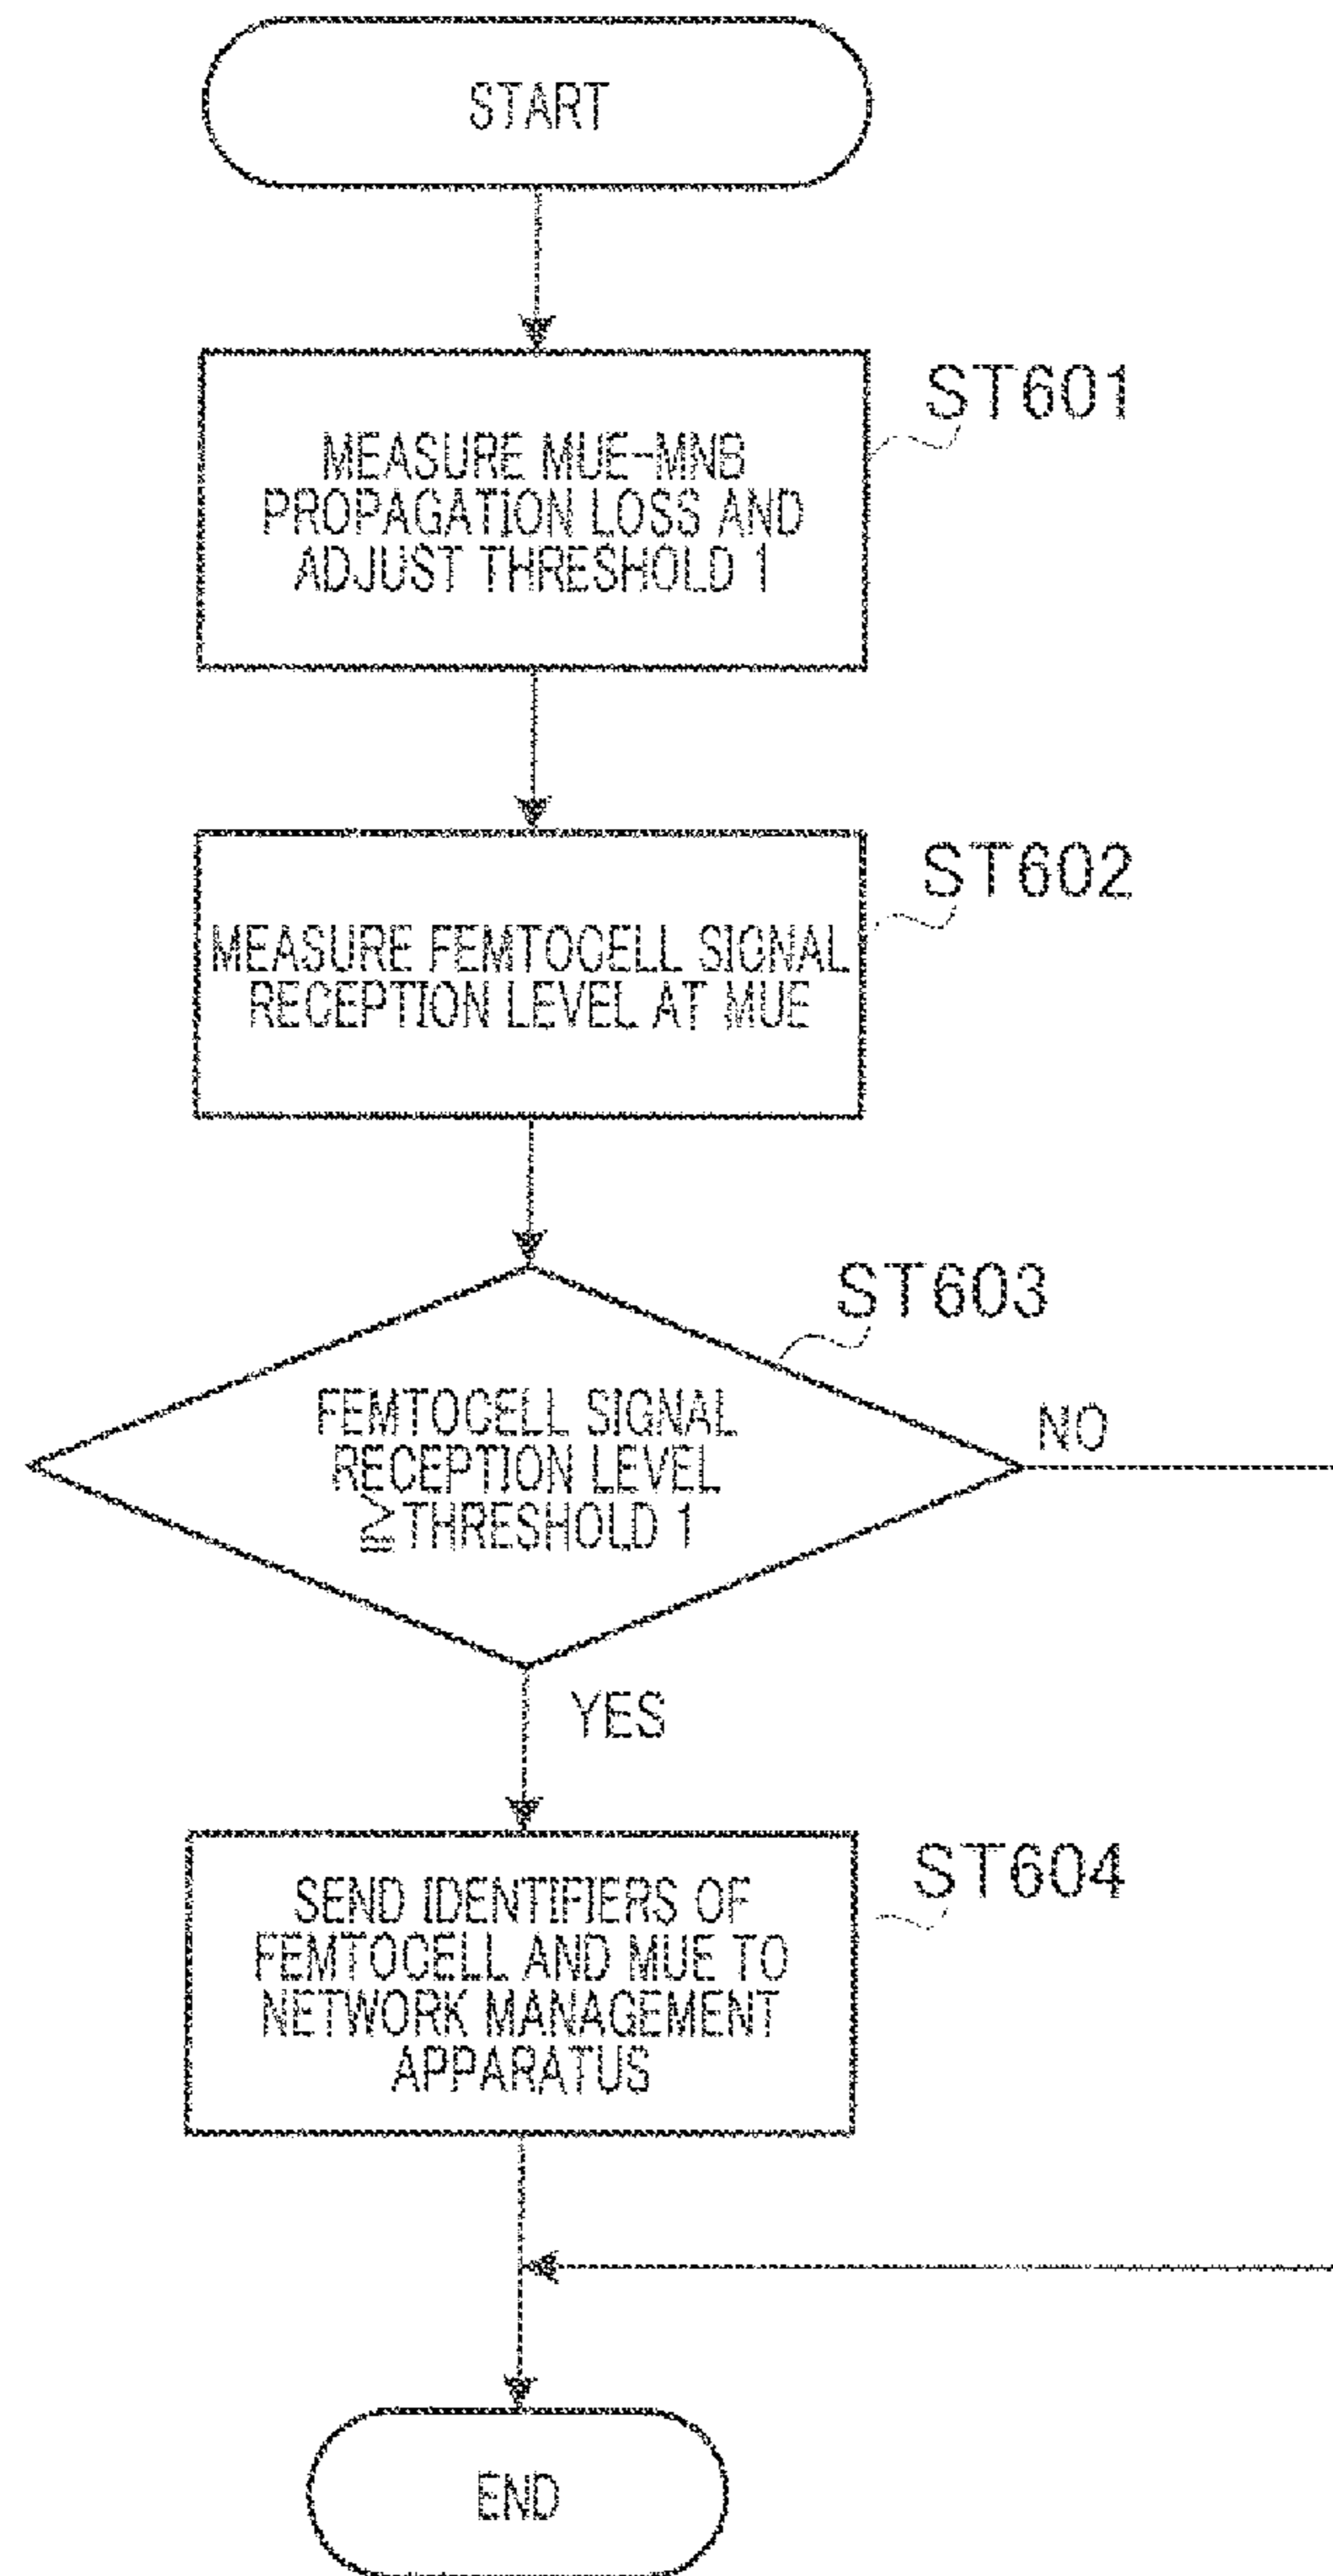 START
ST601
MEASURE MUE-MNB
PROPAGATION LOSS AND
ADJUST THRESHOLD 1
ST602
MEASURE FEMTOCELL SIGNAL
RECEPTION LEVEL AT MUE
ST603
FEMTOCELL SIGNAL
RECEPTION LEVEL
≧THRESHOLD 1
NO
YES
ST604
SEND IDENTIFIERS OF
FEMTOCELL AND MUE TO
NETWORK MANAGEMENT
APPARATUS
END